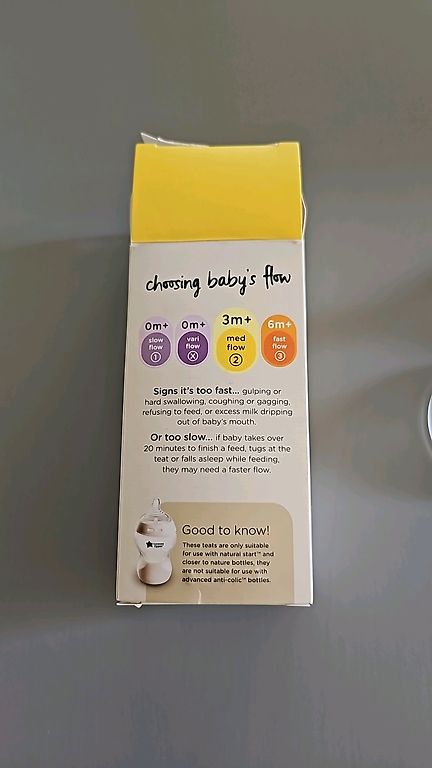 choosing baby's flow
0m+ 0m+ 3m+ 6m+
slow flow 1
vari flow X
med flow 2
fast flow 3
Signs it's too fast... gulping or
hard swallowing, coughing or gagging,
refusing to feed, or excess milk dripping
out of baby's mouth.
Or too slow... if baby takes over
20 minutes to finish a feed, tugs at the
teat or falls asleep while feeding,
they may need a faster flow.
Good to know!
These teats are only suitable
for use with natural start™ and
closer to nature bottles, they
are not suitable for use with
advanced anti-colic™ bottles.